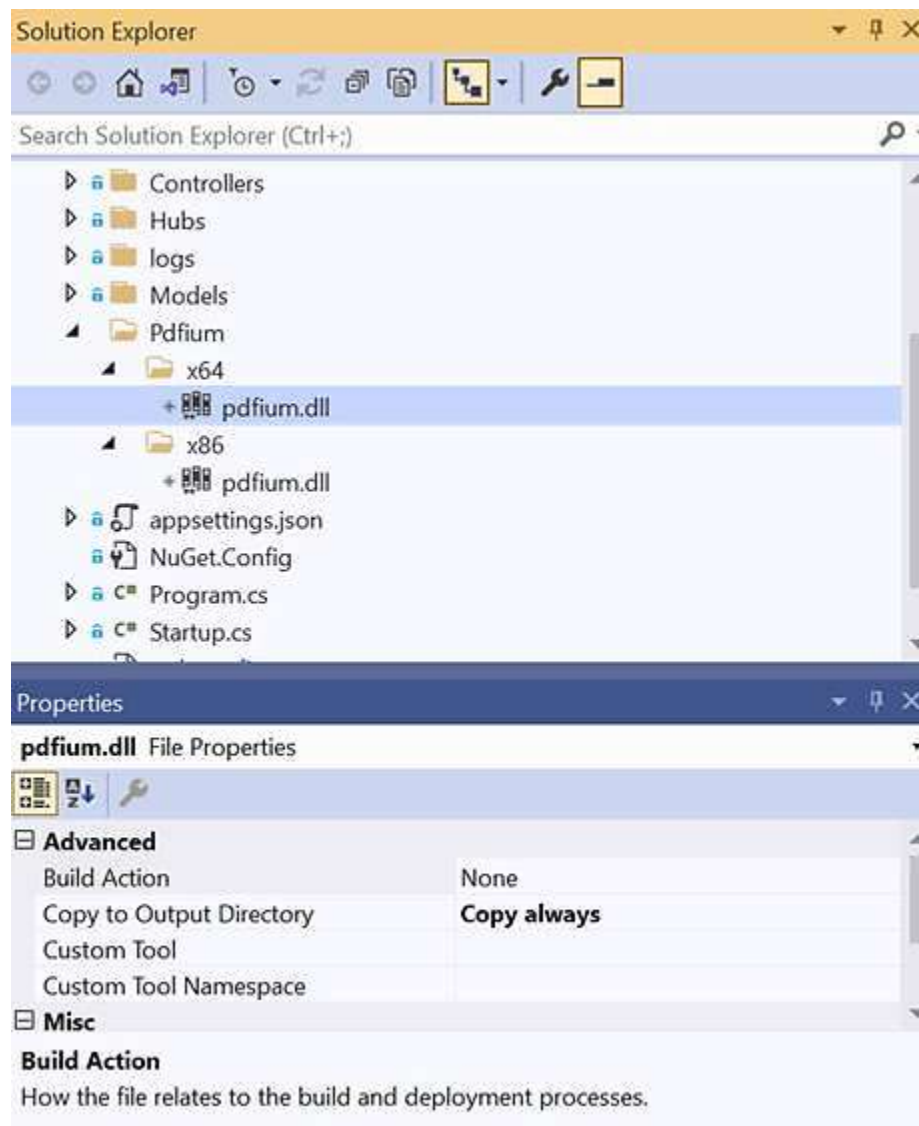 Solution Explorer
Search Solution Explorer (Ctrl+;)
Controllers
Hubs
logs
Models
Pdfium
x64
+ pdfium.dll
x86
+ pdfium.dll
appsettings.json
NuGet.Config
C# Program.cs
C# Startup.cs
Properties
pdfium.dll File Properties
Advanced
Build Action None
Copy to Output Directory Copy always
Custom Tool
Custom Tool Namespace
Misc
Build Action
How the file relates to the build and deployment processes.